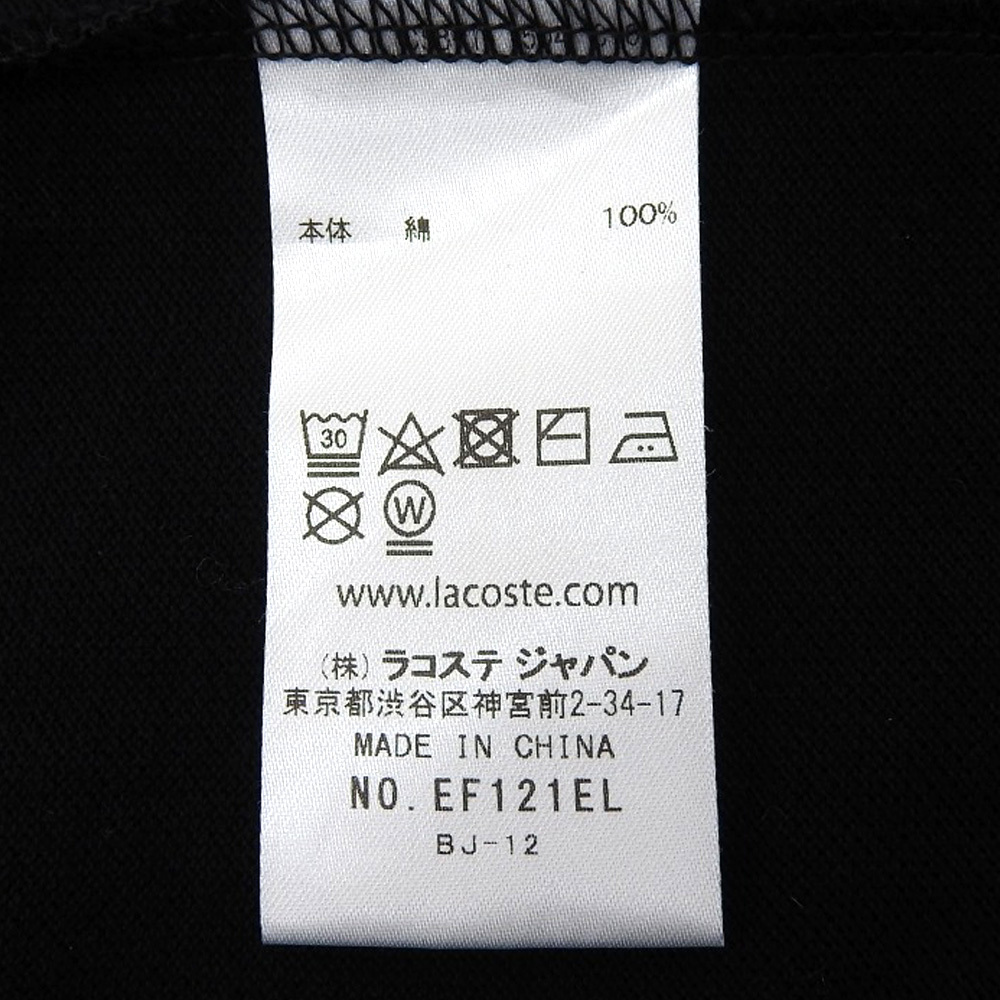 本体 綿 100%
30
W
www.lacoste.com
(株) ラコステ ジャパン
東京都渋谷区神宮前2-34-17
MADE IN CHINA
NO. EF121EL
BJ-12